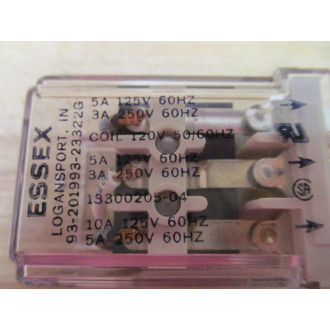 ESSEX
LOGANSPORT, IN
93-201993-23322G
5A 125V 60HZ
3A 250V 60HZ
COIL 120V 50/60HZ
5A 125V 60HZ
3A 250V 60HZ
13300205-04
10A 125V 60HZ
5A 250V 60HZ